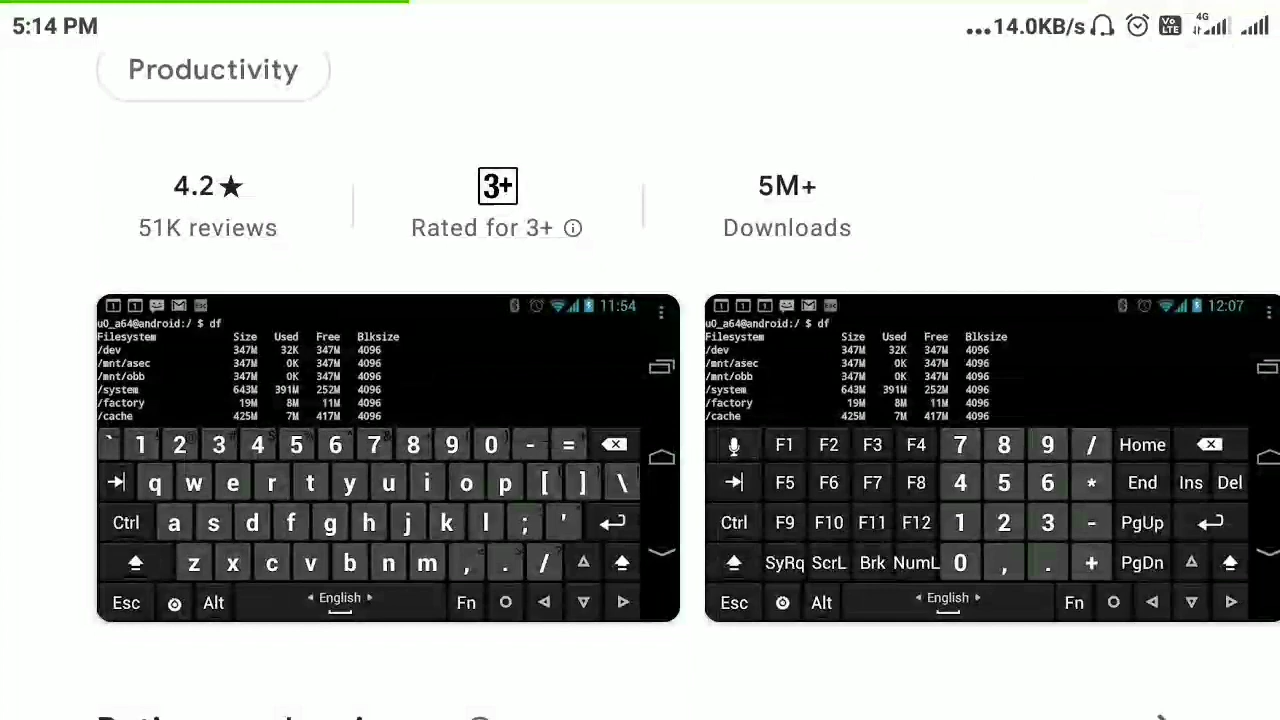 5:14 PM ...14.0KB/s Vo LTE 4G
Productivity
4.2★ 3+ 5M+
51K reviews Rated for 3+ Downloads
11:54
u0_a64@android:/ $ df
Filesystem Size Used Free Blksize
/dev 347M 32K 347M 4096
/mnt/asec 347M 0K 347M 4096
/mnt/obb 347M 0K 347M 4096
/system 643M 391M 252M 4096
/factory 19M 8M 11M 4096
/cache 425M 7M 417M 4096
` 1 2 3 4 5 6 7 8 9 0 - =
q w e r t y u i o p [ ] \
Ctrl a s d f g h j k l ; '
z x c v b n m , . /
Esc Alt English Fn
12:07
u0_a64@android:/ $ df
Filesystem Size Used Free Blksize
/dev 347M 32K 347M 4096
/mnt/asec 347M 0K 347M 4096
/mnt/obb 347M 0K 347M 4096
/system 643M 391M 252M 4096
/factory 19M 8M 11M 4096
/cache 425M 7M 417M 4096
F1 F2 F3 F4 7 8 9 / Home
F5 F6 F7 F8 4 5 6 * End Ins Del
Ctrl F9 F10 F11 F12 1 2 3 - PgUp
SyRq ScrL Brk NumL 0 , . + PgDn
Esc Alt English Fn